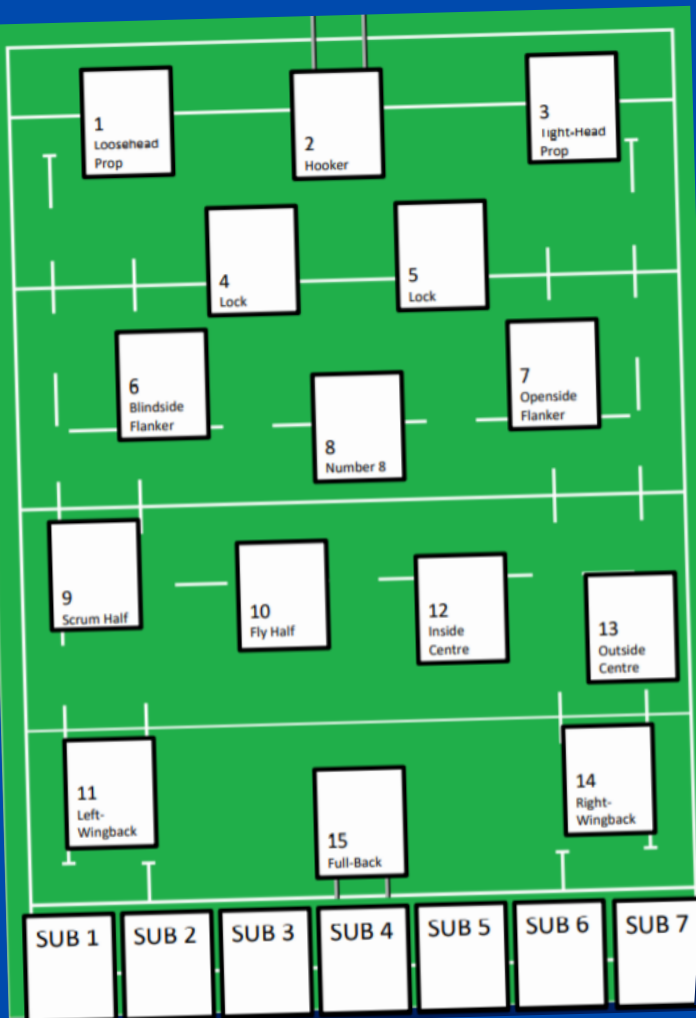 1
Loosehead
Prop
2
Hooker
3
Tight-Head
Prop
4
Lock
5
Lock
6
Blindside
Flanker
7
Openside
Flanker
8
Number 8
9
Scrum Half
10
Fly Half
12
Inside
Centre
13
Outside
Centre
11
Left-
Wingback
14
Right-
Wingback
15
Full-Back
SUB 1
SUB 2
SUB 3
SUB 4
SUB 5
SUB 6
SUB 7